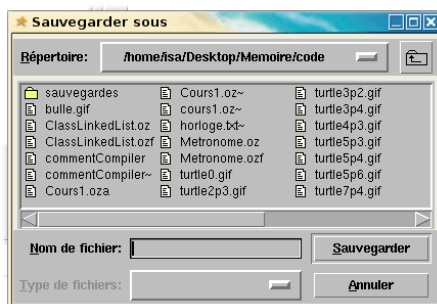 Sauvegarder sous
Répertoire: /home/isa/Desktop/Memoire/code
sauvegardes Cours1.oz~ turtle3p2.gif
bulle.gif cours1.oz~ turtle3p4.gif
ClassLinkedList.oz horloge.txt~ turtle4p3.gif
ClassLinkedList.ozf Metronome.oz turtle5p3.gif
commentCompiler Metronome.ozf turtle5p4.gif
commentCompiler~ turtle0.gif turtle5p6.gif
Cours1.oza turtle2p3.gif turtle7p4.gif
Nom de fichier: Sauvegarder
Type de fichiers: Annuler